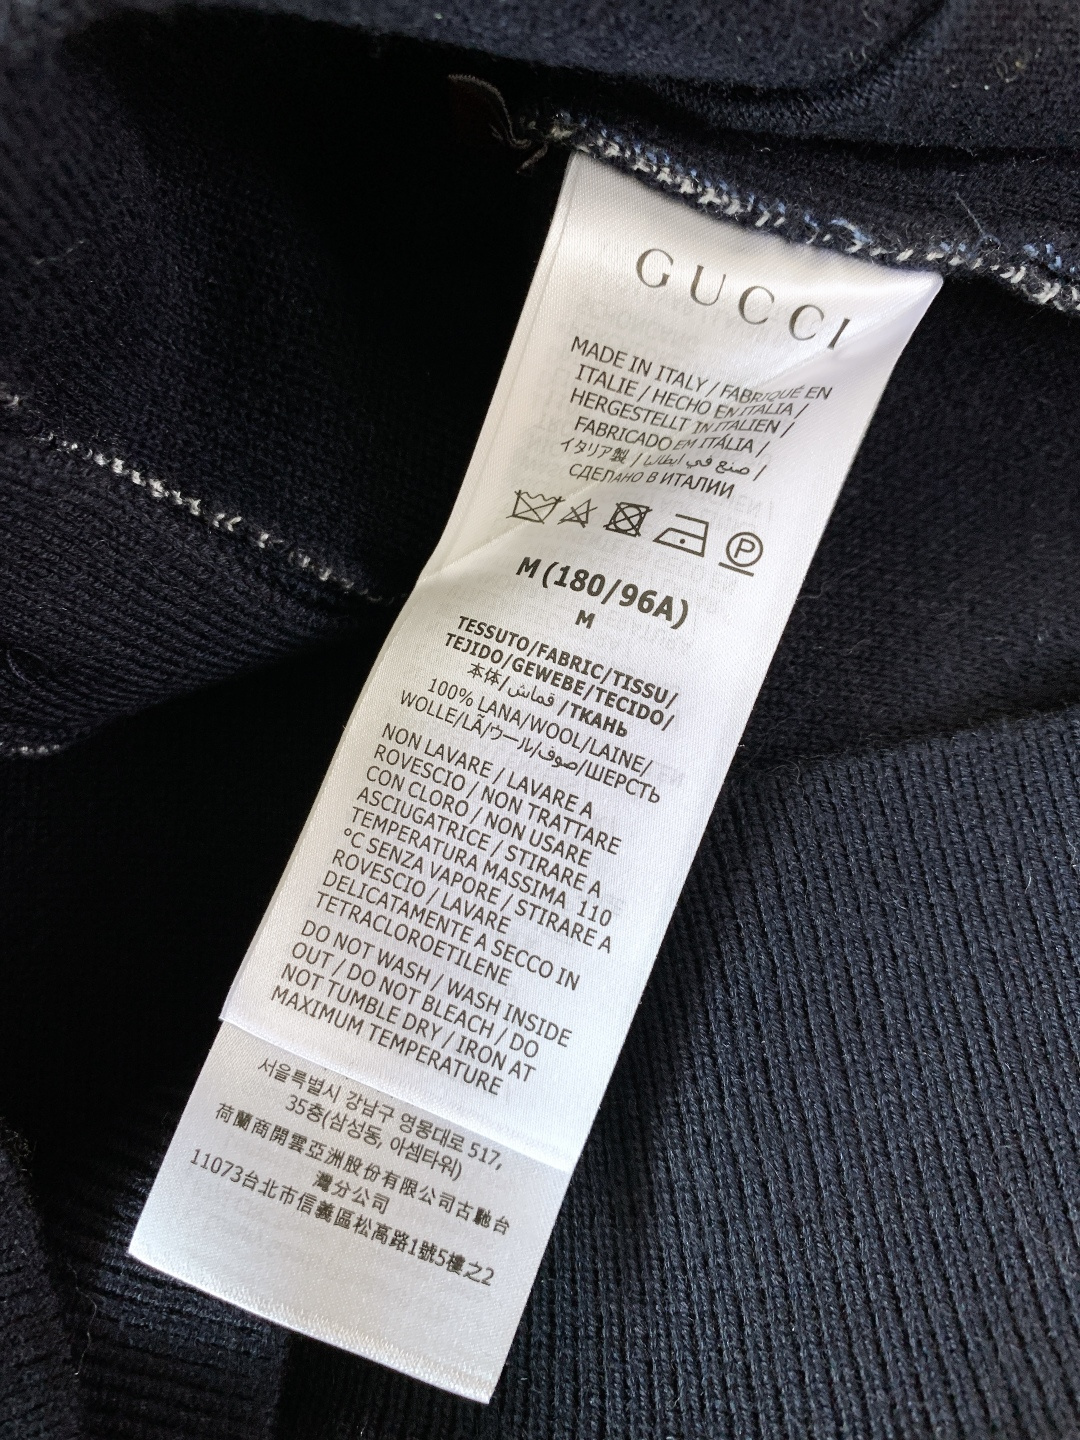 GUCCI
MADE IN ITALY / FABRIQUÉ EN
ITALIE / HECHO EN ITALIA /
HERGESTELLT IN ITALIEN /
FABRICADO EM ITÁLIA /
イタリア製 / صنع في ايطاليا /
СДЕЛАНО В ИТАЛИИ
P
M (180/96A)
M
TESSUTO/FABRIC/TISSU/
TEJIDO/GEWEBE/TECIDO/
本体/قماش/ТКАНЬ
100% LANA/WOOL/LAINE/
WOLLE/LÃ/ウール/صوف/ШЕРСТЬ
NON LAVARE / LAVARE A
ROVESCIO / NON TRATTARE
CON CLORO / NON USARE
ASCIUGATRICE / STIRARE A
TEMPERATURA MASSIMA 110
°C SENZA VAPORE / STIRARE A
ROVESCIO / LAVARE
DELICATAMENTE A SECCO IN
TETRACLOROETILENE
DO NOT WASH / WASH INSIDE
OUT / DO NOT BLEACH / DO
NOT TUMBLE DRY / IRON AT
MAXIMUM TEMPERATURE
서울특별시 강남구 영동대로 517,
35층(삼성동, 아셈타워)
荷蘭商開雲亞洲股份有限公司古馳台
灣分公司
11073台北市信義區松高路1號5樓之2